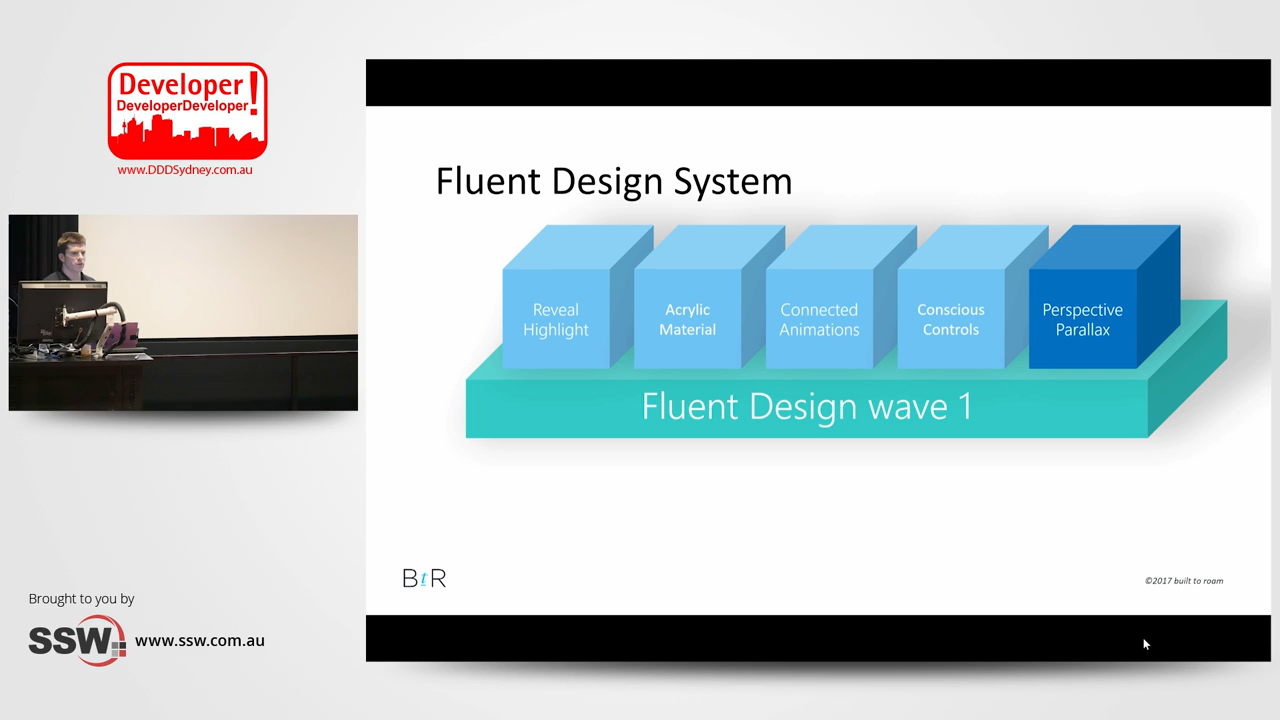 Developer!
DeveloperDeveloper
www.DDDSydney.com.au
Fluent Design System
Reveal
Highlight
Acrylic
Material
Connected
Animations
Conscious
Controls
Perspective
Parallax
Fluent Design wave 1
BtR
©2017 built to roam
Brought to you by
SSW
www.ssw.com.au